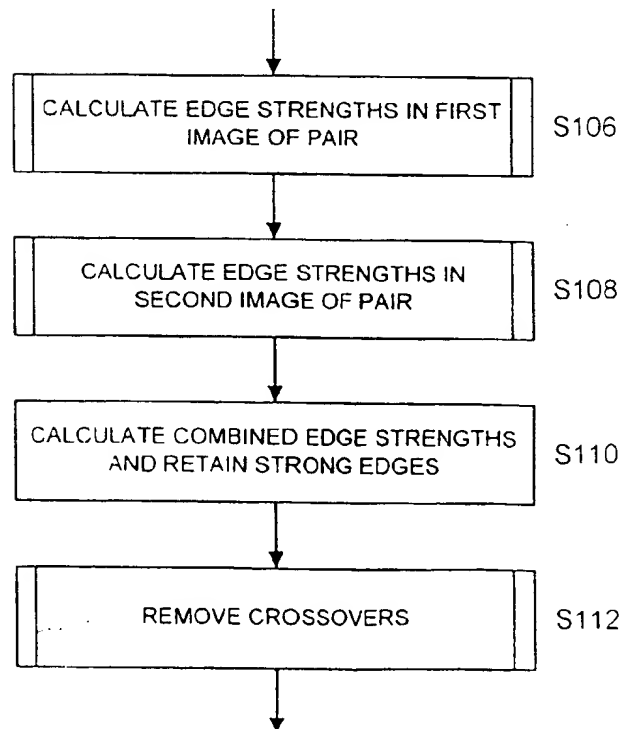 CALCULATE EDGE STRENGTHS IN FIRST
IMAGE OF PAIR
S106
CALCULATE EDGE STRENGTHS IN
SECOND IMAGE OF PAIR
S108
CALCULATE COMBINED EDGE STRENGTHS
AND RETAIN STRONG EDGES
S110
REMOVE CROSSOVERS
S112